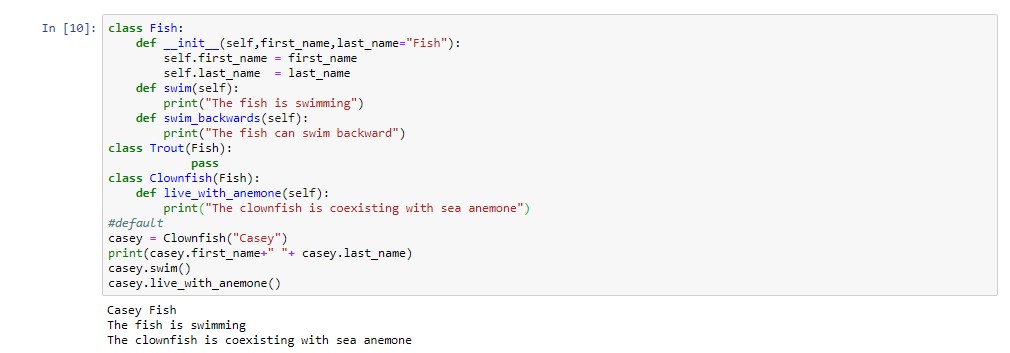 In [10]: class Fish:
    def __init__(self,first_name,last_name="Fish"):
        self.first_name = first_name
        self.last_name  = last_name
    def swim(self):
        print("The fish is swimming")
    def swim_backwards(self):
        print("The fish can swim backward")
class Trout(Fish):
            pass
class Clownfish(Fish):
    def live_with_anemone(self):
        print("The clownfish is coexisting with sea anemone")
#default
casey = Clownfish("Casey")
print(casey.first_name+" "+ casey.last_name)
casey.swim()
casey.live_with_anemone()
Casey Fish
The fish is swimming
The clownfish is coexisting with sea anemone